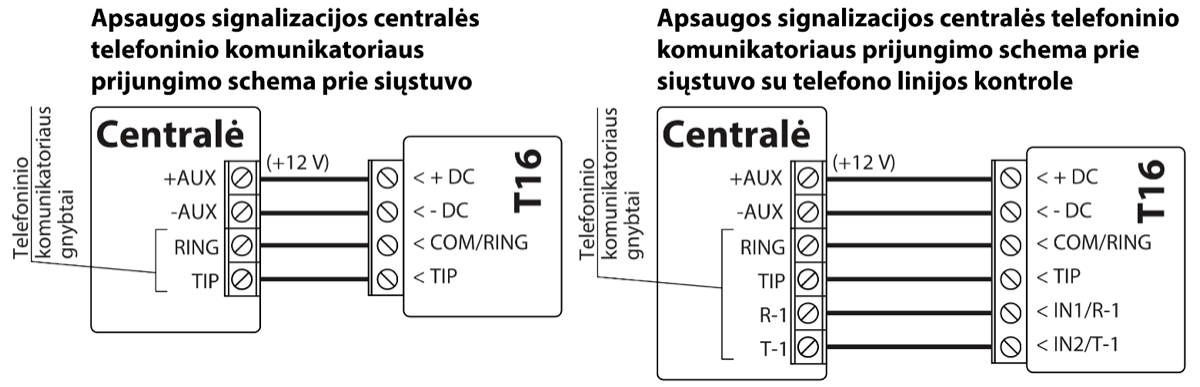 Apsaugos signalizacijos centralės
telefoninio komunikatoriaus
prijungimo schema prie siųstuvo
Telefoninio
komunikatoriaus
gnybtai
Centralė
(+12 V)
+AUX
-AUX
RING
TIP
T16
< + DC
< - DC
< COM/RING
< TIP
Apsaugos signalizacijos centralės telefoninio
komunikatoriaus prijungimo schema prie
siųstuvo su telefono linijos kontrole
Telefoninio
komunikatoriaus
gnybtai
Centralė
(+12 V)
+AUX
-AUX
RING
TIP
R-1
T-1
T16
< + DC
< - DC
< COM/RING
< TIP
< IN1/R-1
< IN2/T-1